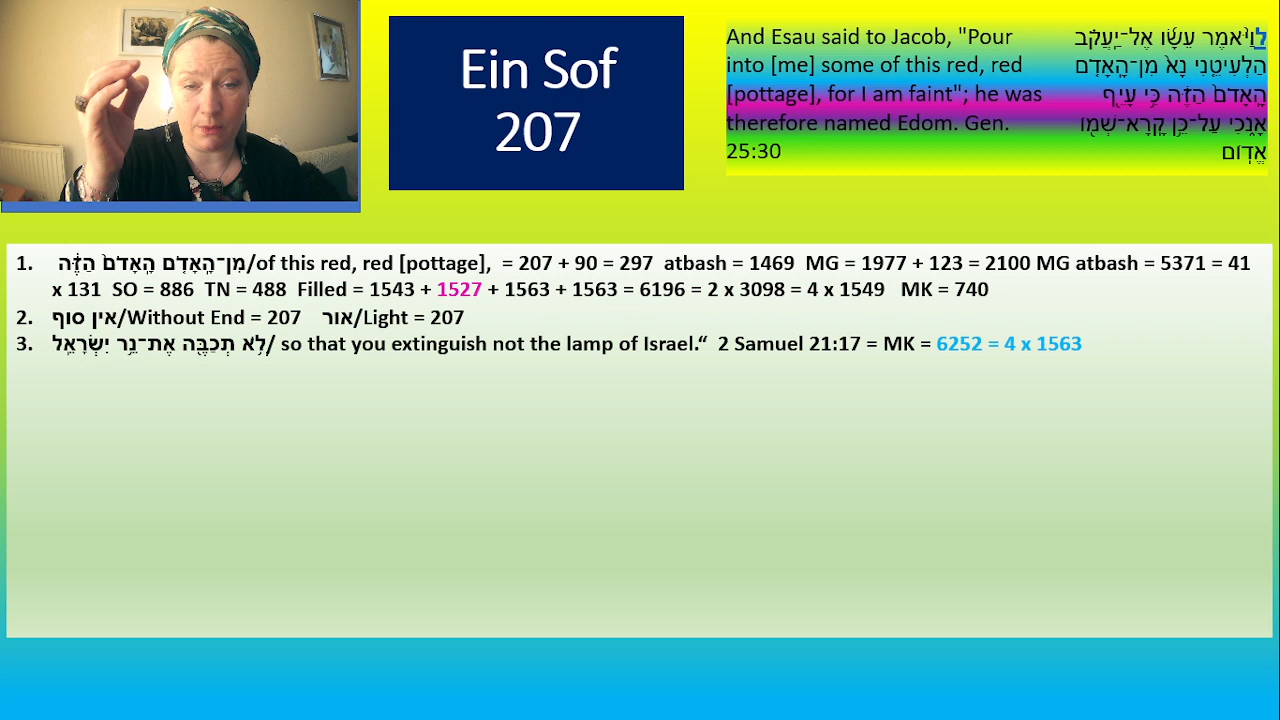 Ein Sof
207
And Esau said to Jacob, "Pour
into [me] some of this red, red
[pottage], for I am faint"; he was
therefore named Edom. Gen.
25:30
לוַיֹּ֨אמֶר עֵשָׂ֜ו אֶל־יַעֲקֹ֗ב
הַלְעִיטֵ֤נִי נָא֙ מִן־הָאָדֹ֤ם
הָאָדֹם֙ הַזֶּ֔ה כִּ֥י עָיֵ֖ף
אָנֹ֑כִי עַל־כֵּ֥ן קָרָא־שְׁמ֖וֹ
אֱדֽוֹם
1. מִן־הָאָדֹ֤ם הָאָדֹם֙ הַזֶּ֔ה/of this red, red [pottage], = 207 + 90 = 297 atbash = 1469 MG = 1977 + 123 = 2100 MG atbash = 5371 = 41
x 131 SO = 886 TN = 488 Filled = 1543 + 1527 + 1563 + 1563 = 6196 = 2 x 3098 = 4 x 1549 MK = 740
2. אין סוף/Without End = 207 אור/Light = 207
3. לֹ֥א תְכַבֶּ֖ה אֶת־נֵ֥ר יִשְׂרָאֵֽל/ so that you extinguish not the lamp of Israel.“ 2 Samuel 21:17 = MK = 6252 = 4 x 1563